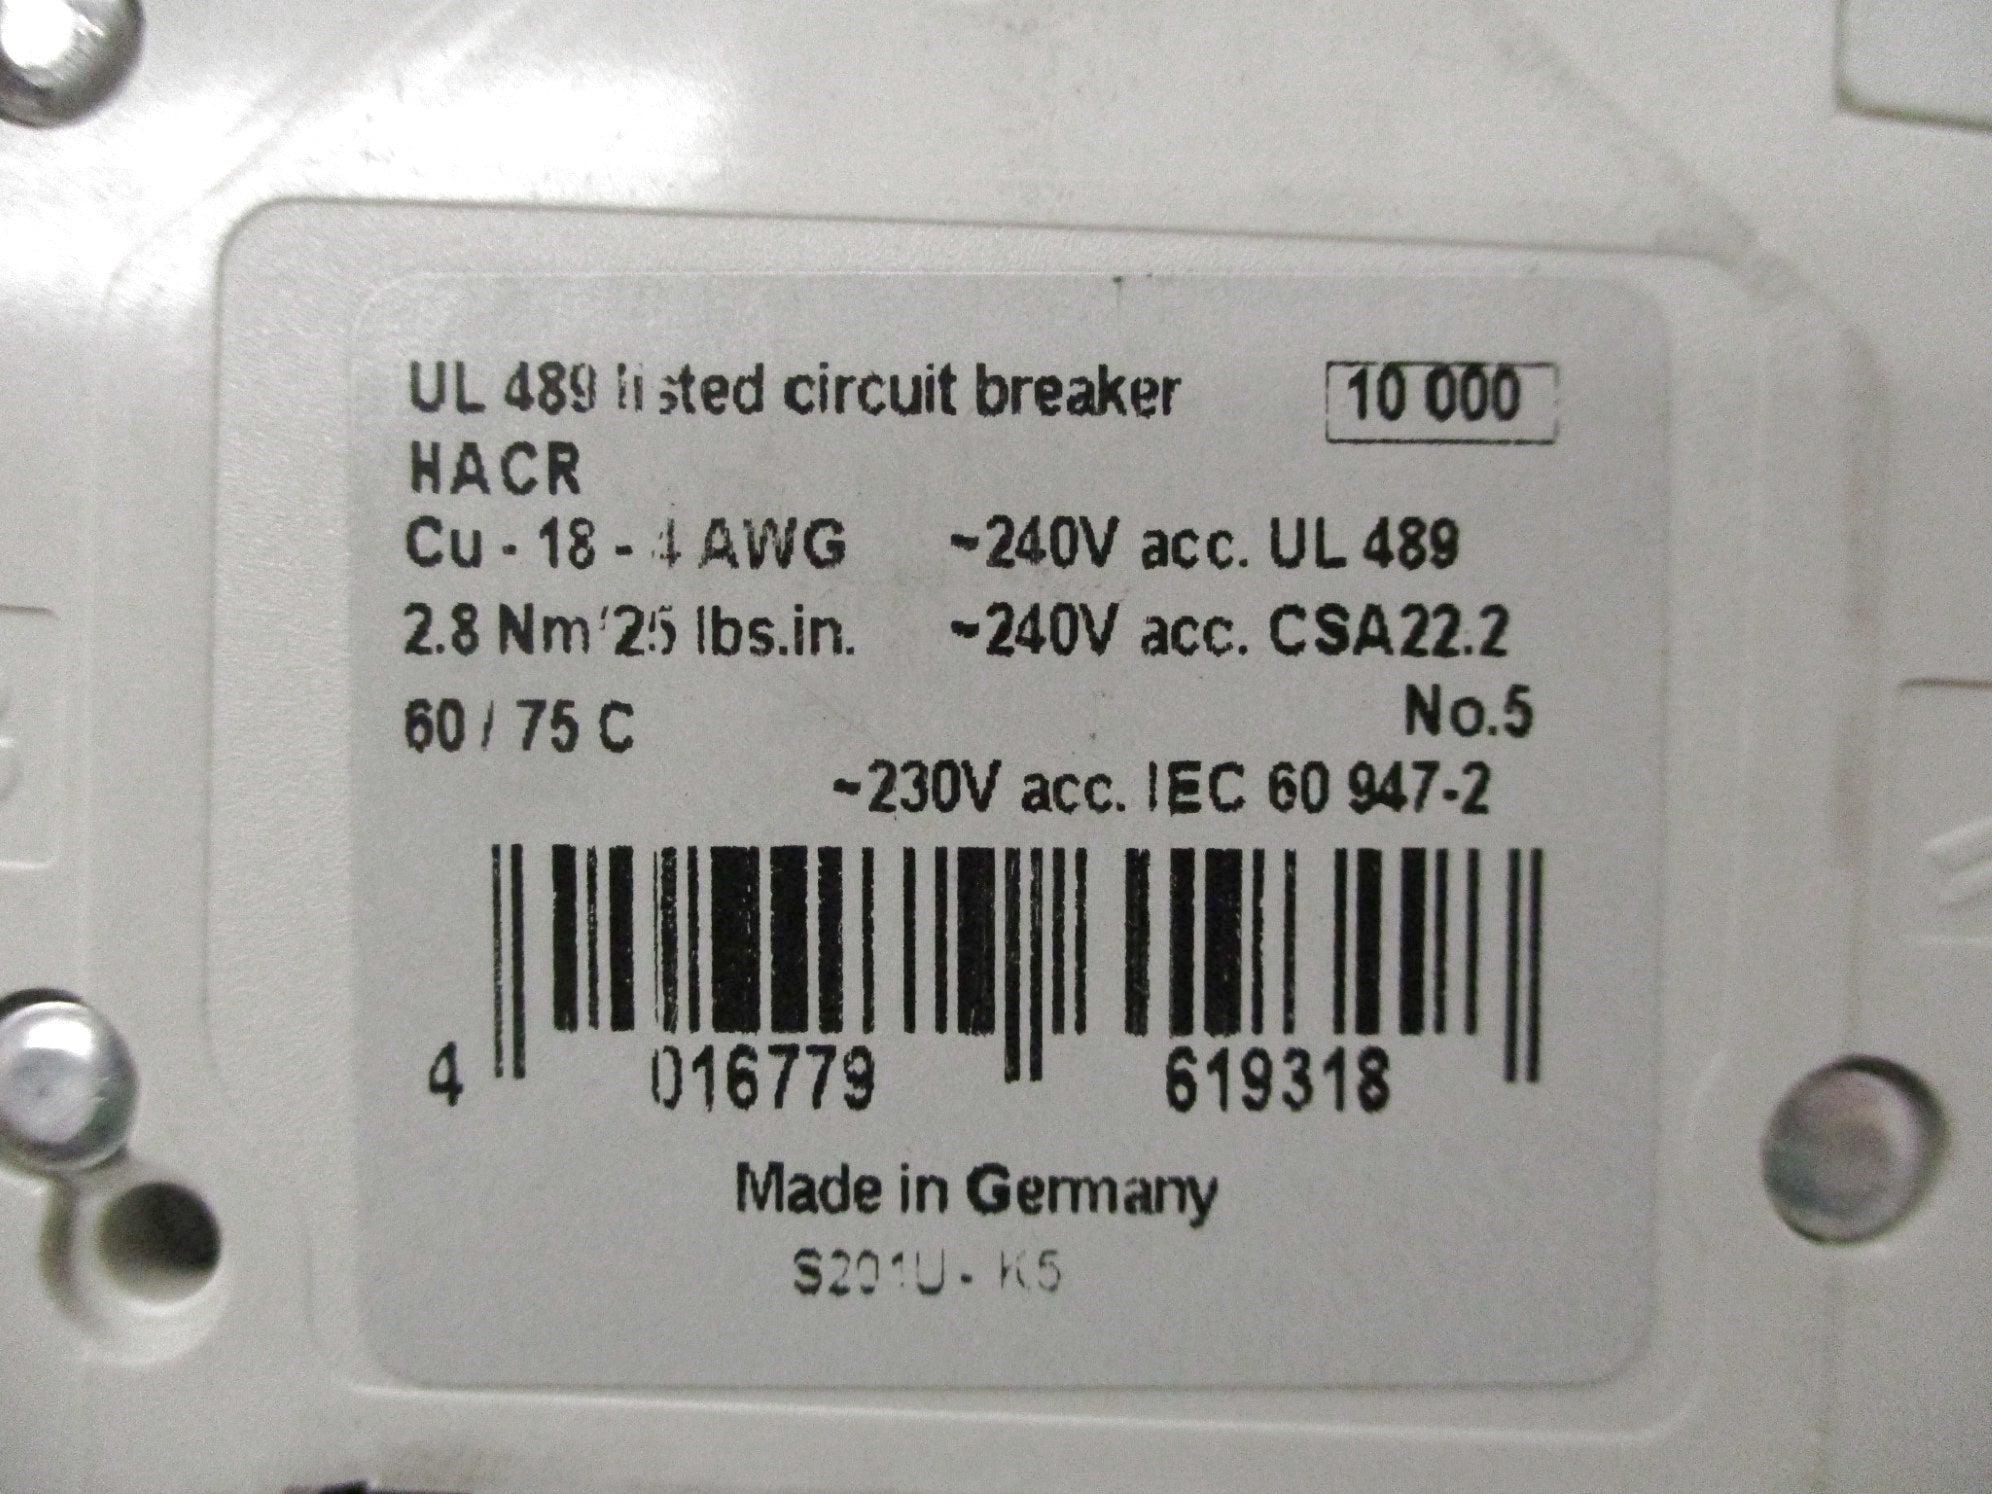 UL 489 listed circuit breaker 10 000
HACR
Cu - 18 - 4 AWG ~240V acc. UL 489
2.8 Nm/25 lbs.in. ~240V acc. CSA22.2
60 / 75 C No.5
~230V acc. IEC 60 947-2
4 016779 619318
Made in Germany
S201U - K5